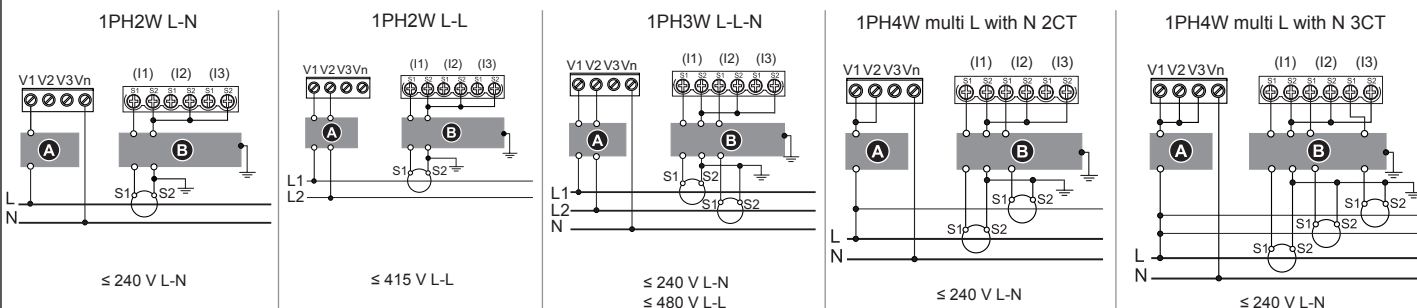 1PH2W L-N
V1 V2 V3 Vn
(I1) (I2) (I3)
S1 S2 S1 S2 S1 S2
A
B
S1 S2
L
N
≤ 240 V L-N
1PH2W L-L
V1 V2 V3 Vn
(I1) (I2) (I3)
S1 S2 S1 S2 S1 S2
A
B
S1 S2
L1
L2
≤ 415 V L-L
1PH3W L-L-N
V1 V2 V3 Vn
(I1) (I2) (I3)
S1 S2 S1 S2 S1 S2
A
B
S1 S2
L1
S1 S2
L2
N
≤ 240 V L-N
≤ 480 V L-L
1PH4W multi L with N 2CT
V1 V2 V3 Vn
(I1) (I2) (I3)
S1 S2 S1 S2 S1 S2
A
B
S1 S2
S1 S2
L
N
≤ 240 V L-N
1PH4W multi L with N 3CT
V1 V2 V3 Vn
(I1) (I2) (I3)
S1 S2 S1 S2 S1 S2
A
B
S1 S2
S1 S2
S1 S2
L
N
≤ 240 V L-N